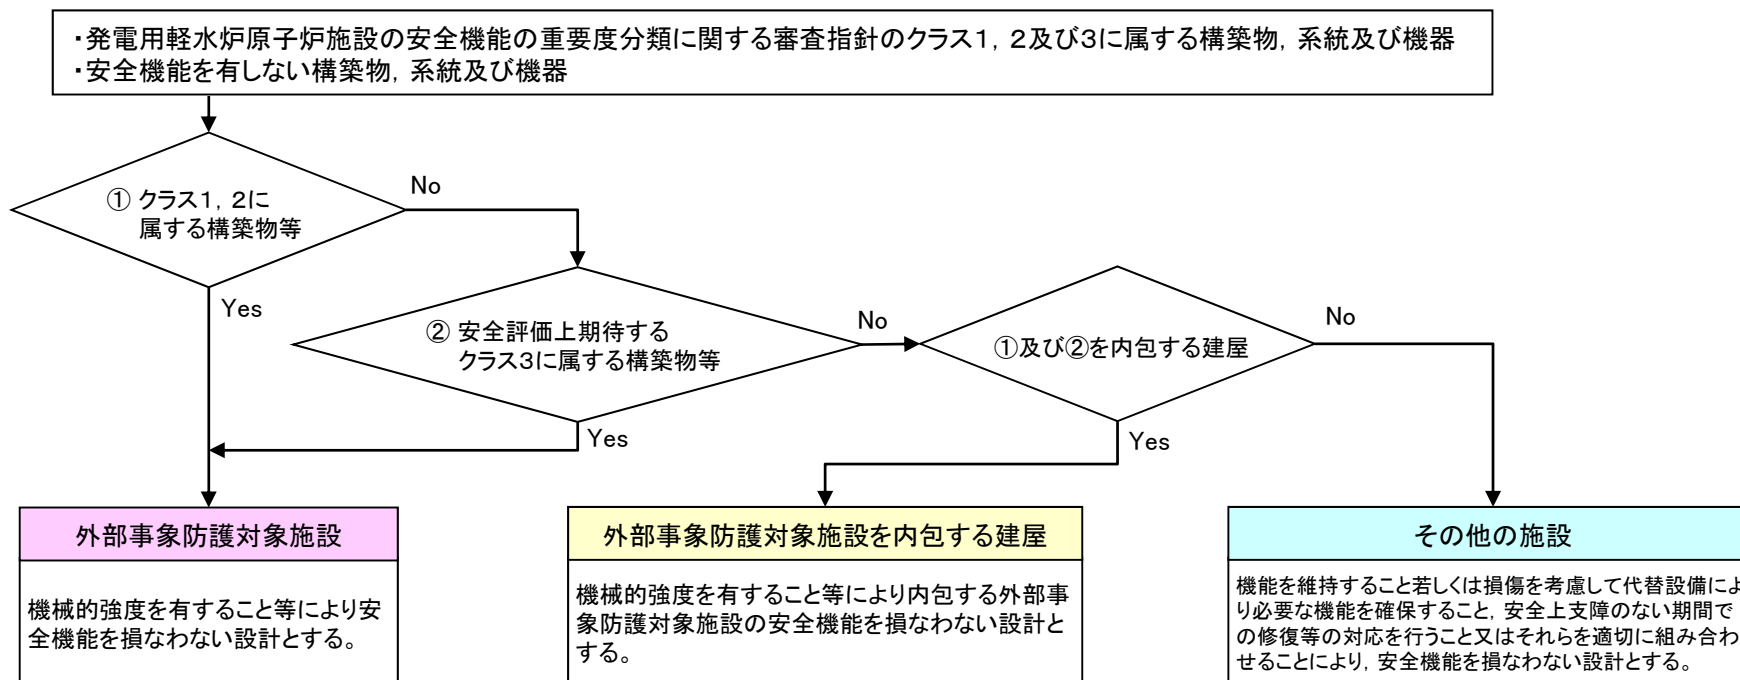 ・発電用軽水炉原子炉施設の安全機能の重要度分類に関する審査指針のクラス1，2及び3に属する構築物，系統及び機器
・安全機能を有しない構築物，系統及び機器
① クラス1，2に
属する構築物等
No
Yes
② 安全評価上期待する
クラス3に属する構築物等
No
Yes
①及び②を内包する建屋
No
Yes
外部事象防護対象施設
機械的強度を有すること等により安
全機能を損なわない設計とする。
外部事象防護対象施設を内包する建屋
機械的強度を有すること等により内包する外部事
象防護対象施設の安全機能を損なわない設計と
する。
その他の施設
機能を維持すること若しくは損傷を考慮して代替設備によ
り必要な機能を確保すること，安全上支障のない期間で
の修復等の対応を行うこと又はそれらを適切に組み合わ
せることにより，安全機能を損なわない設計とする。